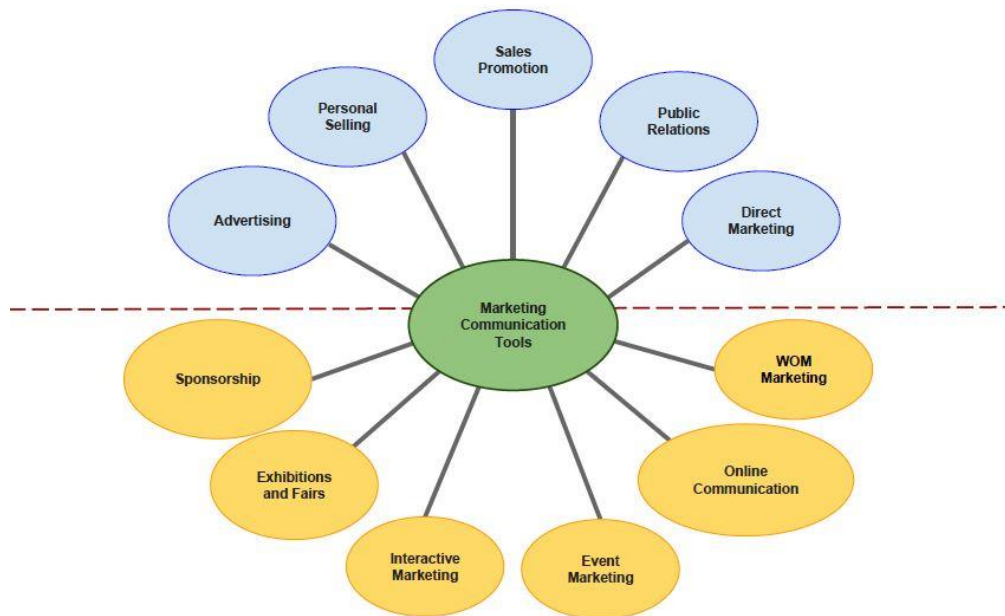 Sales
Promotion
Personal
Selling
Public
Relations
Advertising
Direct
Marketing
Marketing
Communication
Tools
Sponsorship
WOM
Marketing
Exhibitions
and Fairs
Online
Communication
Interactive
Marketing
Event
Marketing